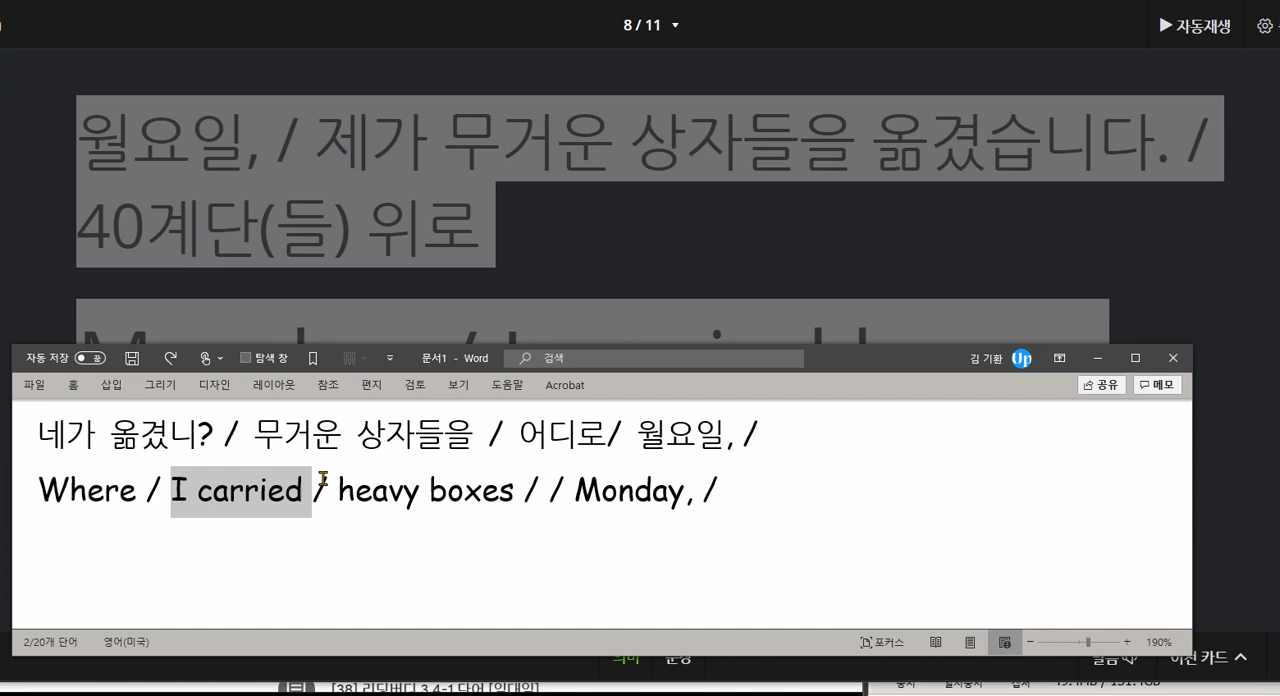 8 / 11
자동재생
월요일, / 제가 무거운 상자들을 옮겼습니다. /
40계단(들) 위로
자동 저장 끔 탐색 창 문서1 - Word 검색 김 기환 Up
파일 홈 삽입 그리기 디자인 레이아웃 참조 편지 검토 보기 도움말 Acrobat 공유 메모
네가 옮겼니? / 무거운 상자들을 / 어디로/ 월요일, /
Where / I carried / heavy boxes / / Monday, /
2/20개 단어 영어(미국) 포커스 190%
이전 카드
[38] 리딩버디 3.4-1 단어 [일대일]